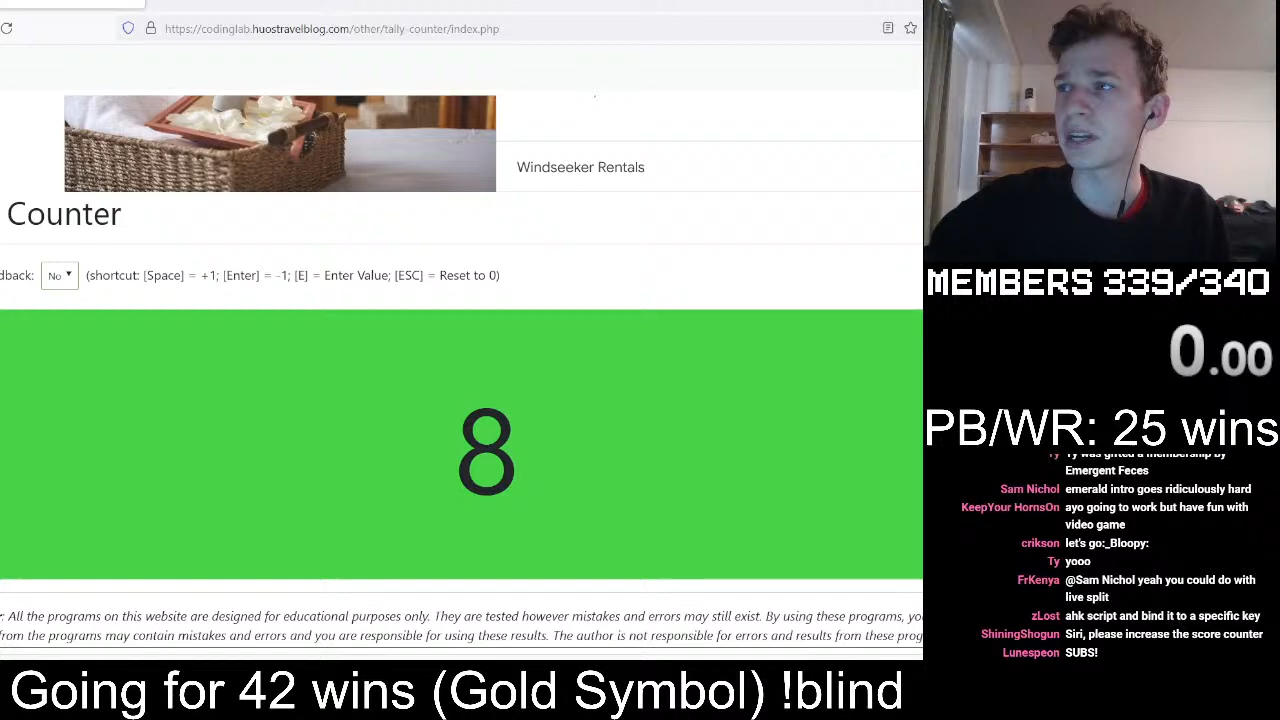 https://codinglab.huostravelblog.com/other/tally-counter/index.php
Windseeker Rentals
Counter
dback: No (shortcut: [Space] = +1; [Enter] = -1; [E] = Enter Value; [ESC] = Reset to 0)
8
r: All the programs on this website are designed for educational purposes only. They are tested however mistakes and errors may still exist. By using these programs, yo
from the programs may contain mistakes and errors and you are responsible for using these results. The author is not responsible for errors and results from these prog
Going for 42 wins (Gold Symbol) !blind
MEMBERS 339/340
0.00
PB/WR: 25 wins
Ty Ty was gifted a membership by
Emergent Feces
Sam Nichol emerald intro goes ridiculously hard
KeepYour HornsOn ayo going to work but have fun with
video game
crikson let's go:_Bloopy:
Ty yooo
FrKenya @Sam Nichol yeah you could do with
live split
zLost ahk script and bind it to a specific key
ShiningShogun Siri, please increase the score counter
Lunespeon SUBS!